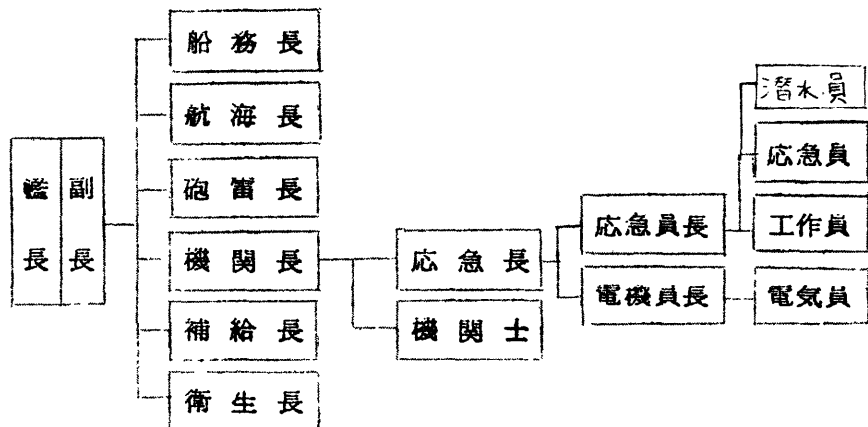 艦長
副長
船務長
航海長
砲雷長
機関長
補給長
衛生長
応急長
機関士
応急員長
電機員長
潜水員
応急員
工作員
電気員